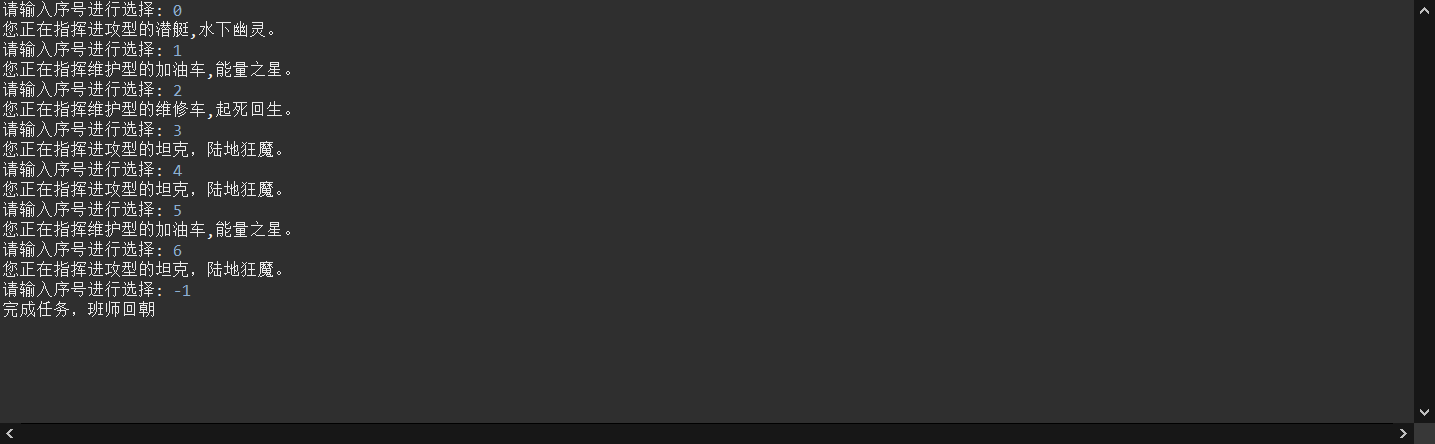 请输入序号进行选择: 0
您正在指挥进攻型的潜艇,水下幽灵。
请输入序号进行选择: 1
您正在指挥维护型的加油车,能量之星。
请输入序号进行选择: 2
您正在指挥维护型的维修车,起死回生。
请输入序号进行选择: 3
您正在指挥进攻型的坦克，陆地狂魔。
请输入序号进行选择: 4
您正在指挥进攻型的坦克，陆地狂魔。
请输入序号进行选择: 5
您正在指挥维护型的加油车,能量之星。
请输入序号进行选择: 6
您正在指挥进攻型的坦克，陆地狂魔。
请输入序号进行选择: -1
完成任务，班师回朝